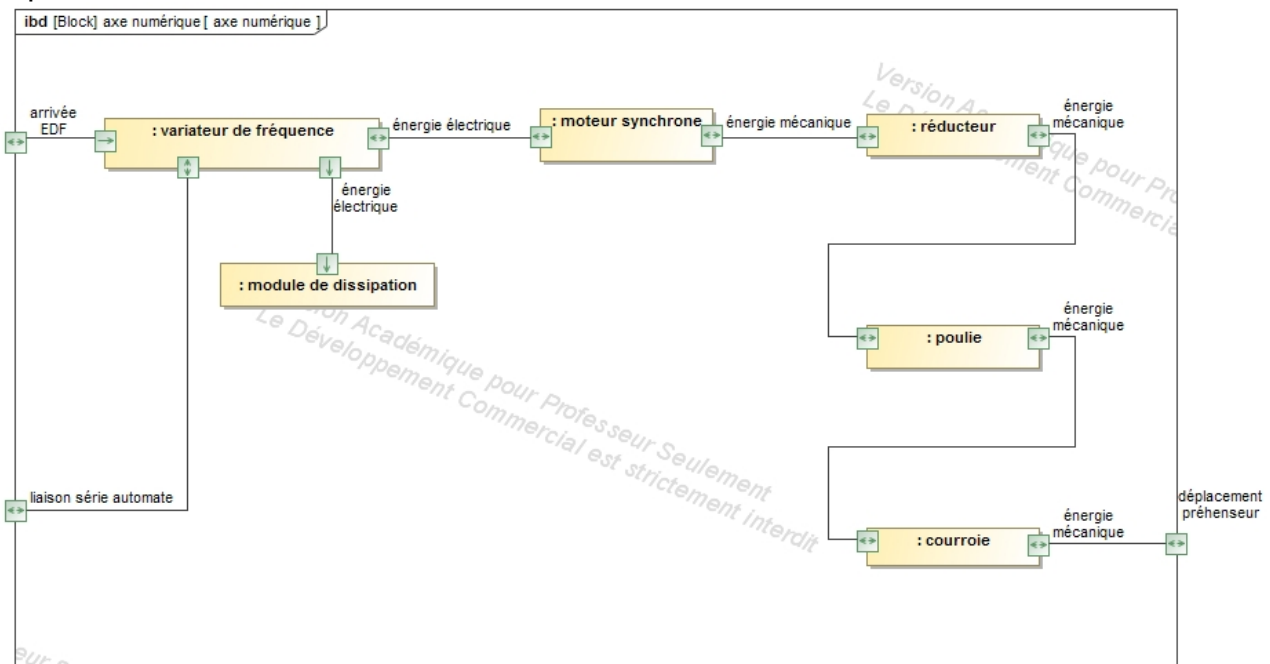 ibd [Block] axe numérique [ axe numérique ]
arrivée
EDF
: variateur de fréquence
énergie électrique
: moteur synchrone
énergie mécanique
: réducteur
énergie
mécanique
énergie
électrique
: module de dissipation
énergie
mécanique
: poulie
liaison série automate
énergie
mécanique
: courroie
déplacement
préhenseur
Version Académique pour Professeur Seulement
Le Développement Commercial est strictement interdit